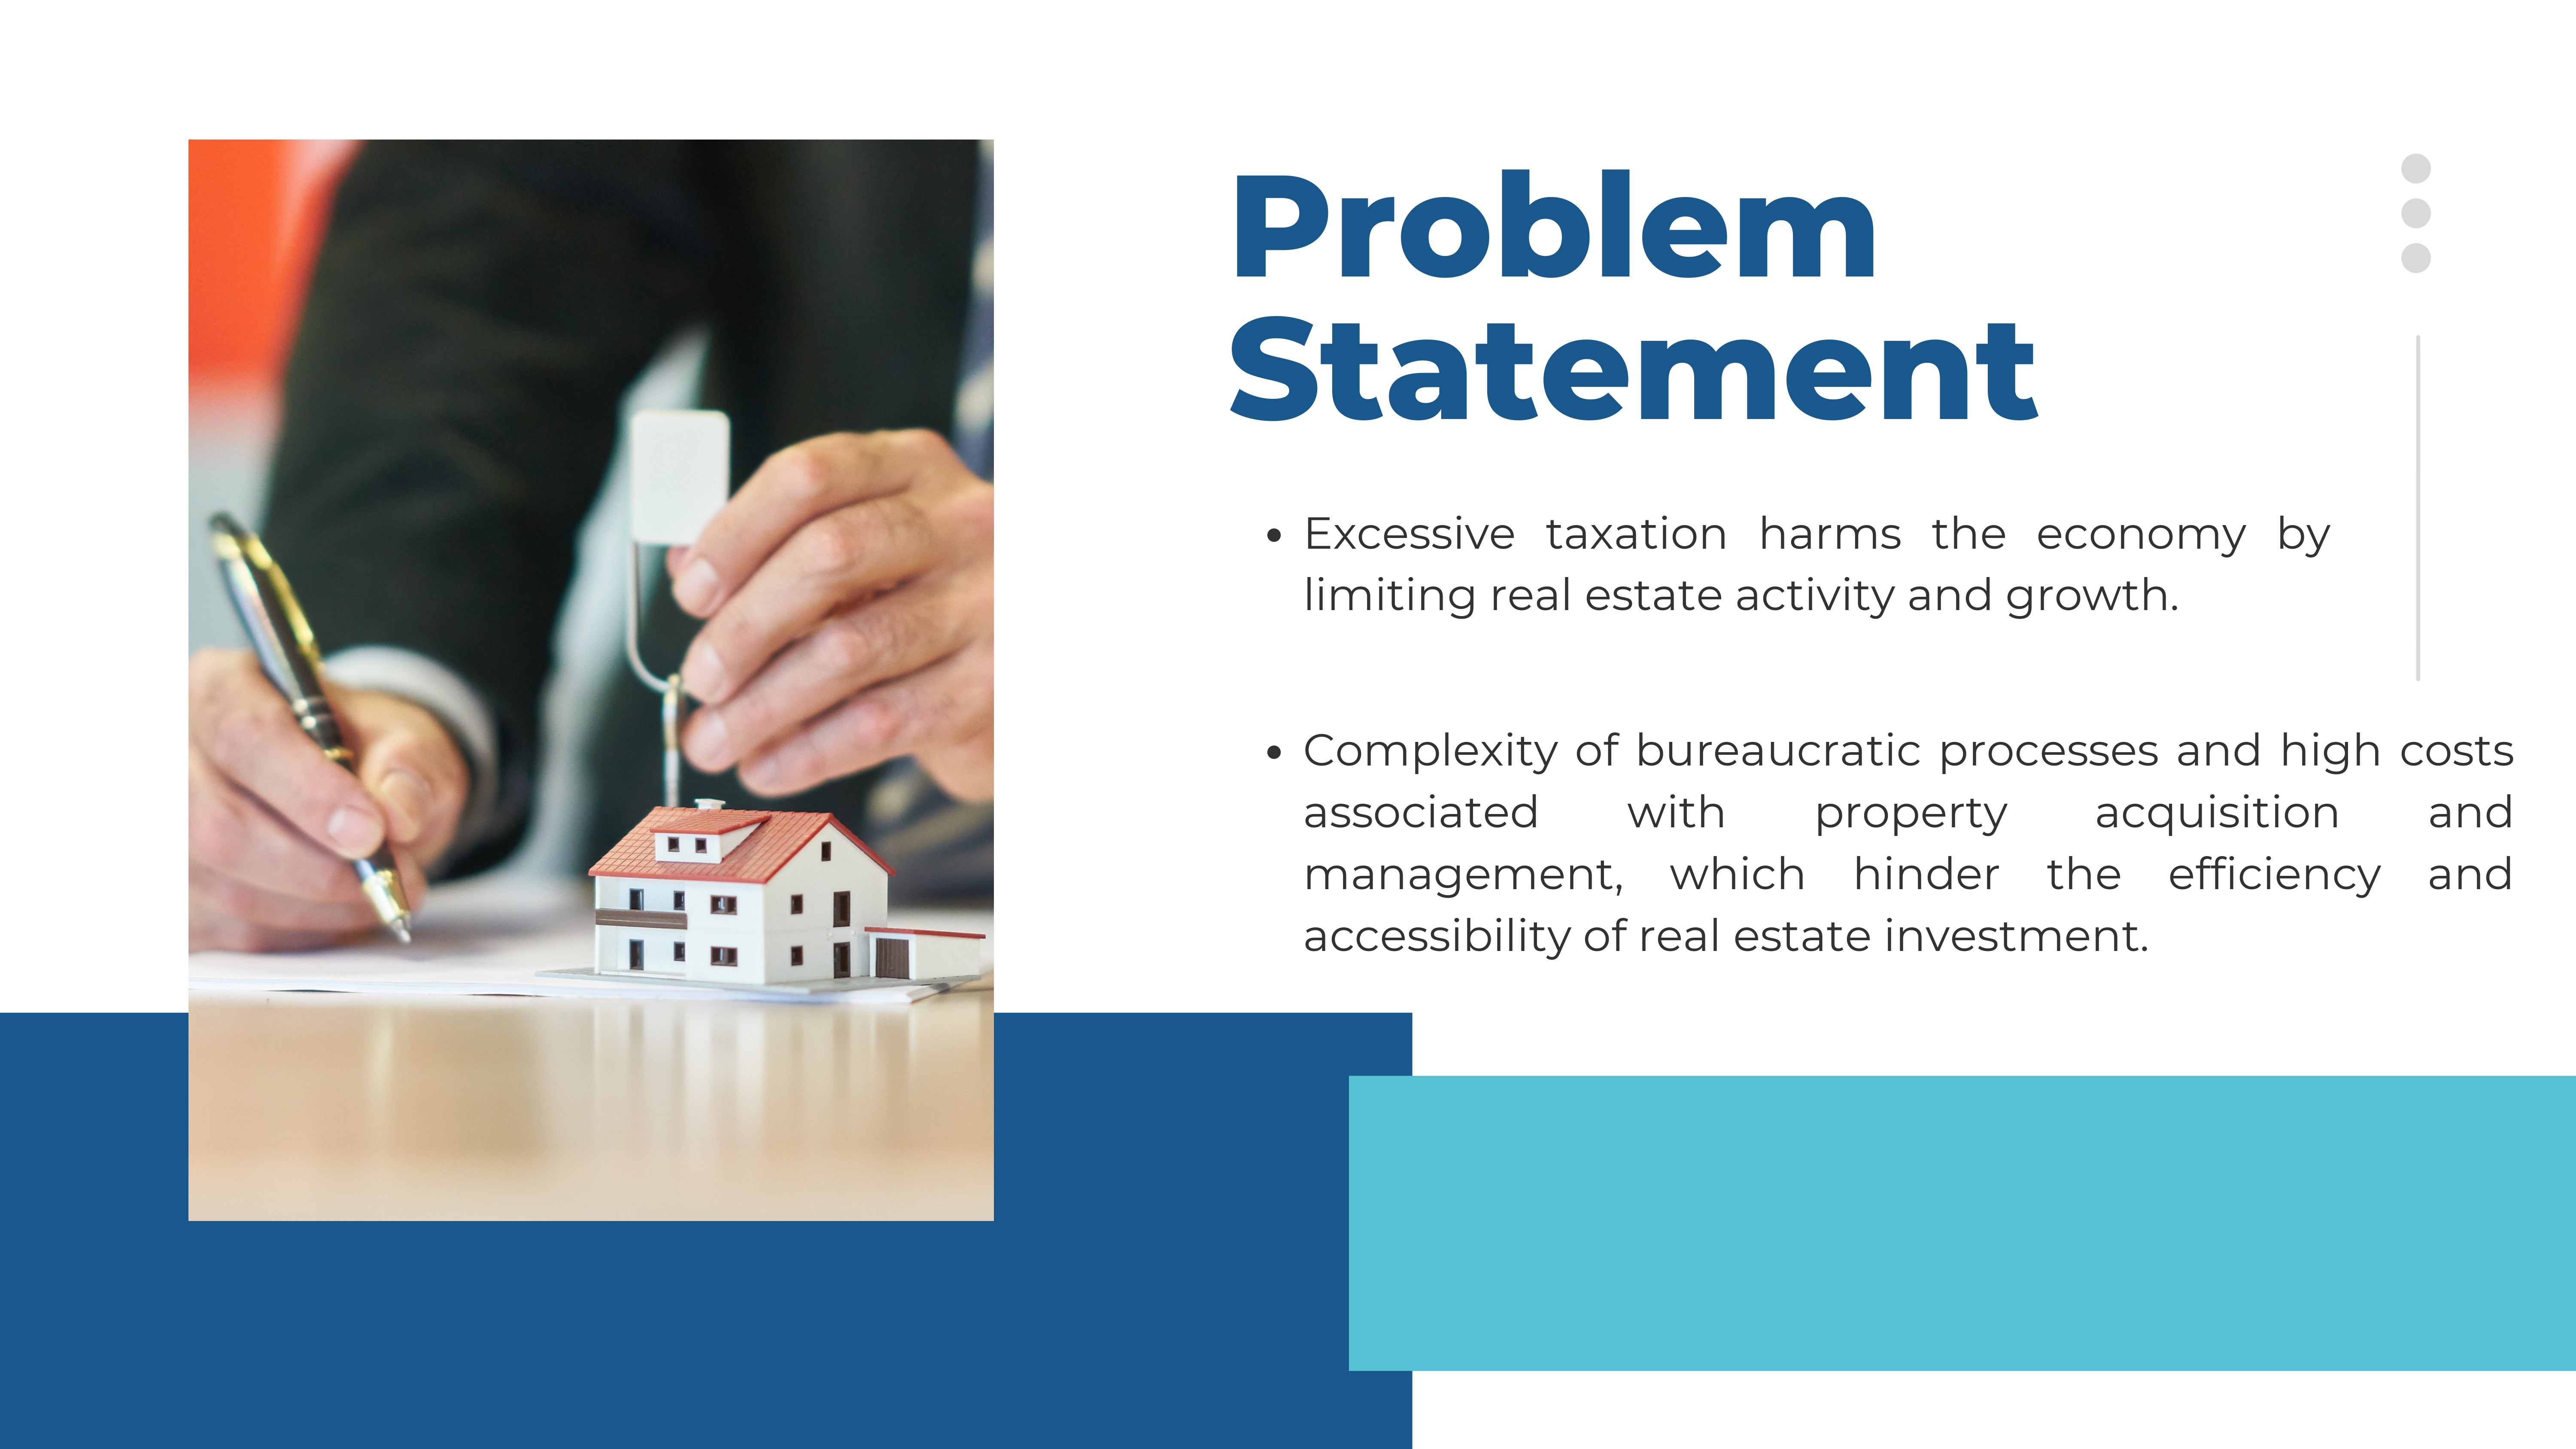 Problem
Statement
• Excessive taxation harms the economy by
limiting real estate activity and growth.
• Complexity of bureaucratic processes and high costs
associated with property acquisition and
management, which hinder the efficiency and
accessibility of real estate investment.